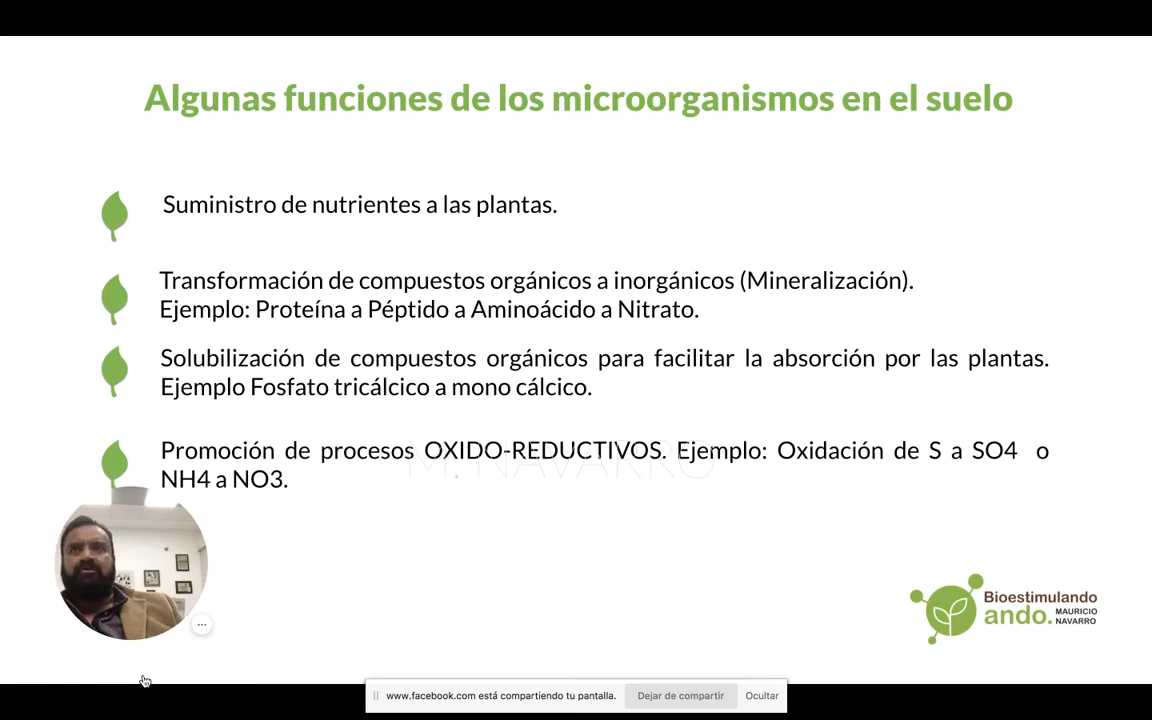 Algunas funciones de los microorganismos en el suelo
Suministro de nutrientes a las plantas.
Transformación de compuestos orgánicos a inorgánicos (Mineralización).
Ejemplo: Proteína a Péptido a Aminoácido a Nitrato.
Solubilización de compuestos orgánicos para facilitar la absorción por las plantas.
Ejemplo Fosfato tricálcico a mono cálcico.
Promoción de procesos OXIDO-REDUCTIVOS. Ejemplo: Oxidación de S a SO4 o
NH4 a NO3.
M. NAVARRO
Bioestimulando
ando. MAURICIO
NAVARRO
www.facebook.com está compartiendo tu pantalla. Dejar de compartir Ocultar